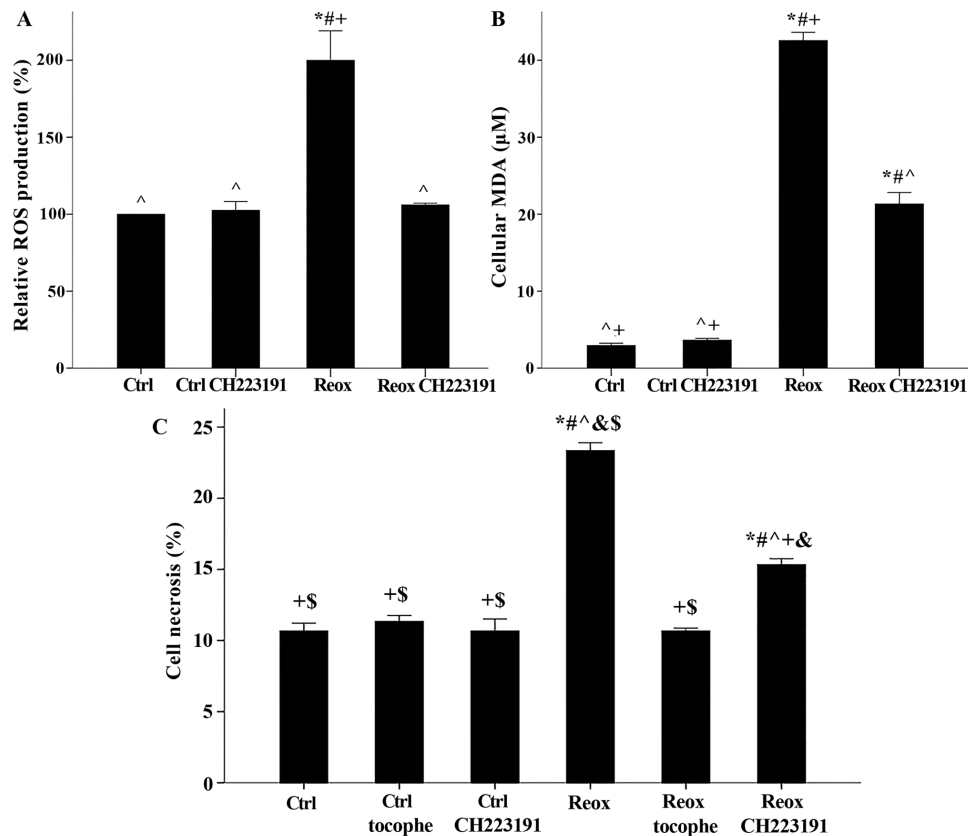 A
Relative ROS production (%)
*#+
200
150
100
50
0
^
^
^
Ctrl
Ctrl CH223191
Reox
Reox CH223191
B
Cellular MDA (μM)
*#+
40
30
20
10
0
*#^
^+
^+
Ctrl
Ctrl CH223191
Reox
Reox CH223191
C
Cell necrosis (%)
25
20
15
10
5
0
+$
+$
+$
*#^&$
+$
*#^+&
Ctrl
Ctrl
tocophe
Ctrl
CH223191
Reox
Reox
tocophe
Reox
CH223191